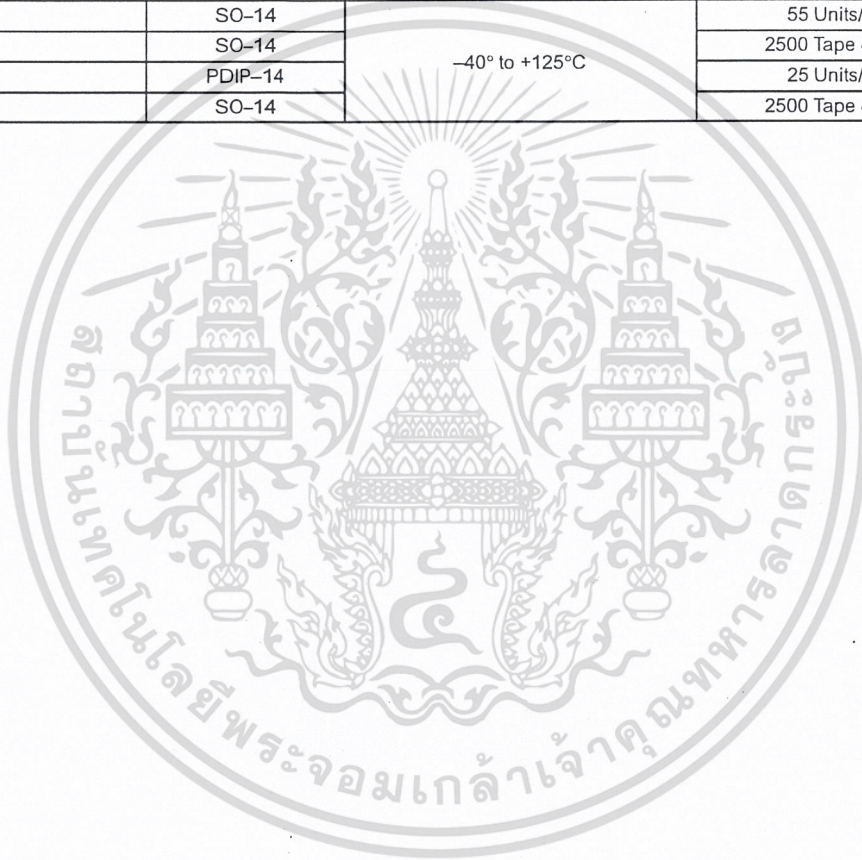 SO–14 55 Units/
SO–14 2500 Tape
–40° to +125°C
PDIP–14 25 Units/
SO–14 2500 Tape
สถาบันเทคโนโลยีพระจอมเกล้าเจ้าคุณทหารลาดกระบัง